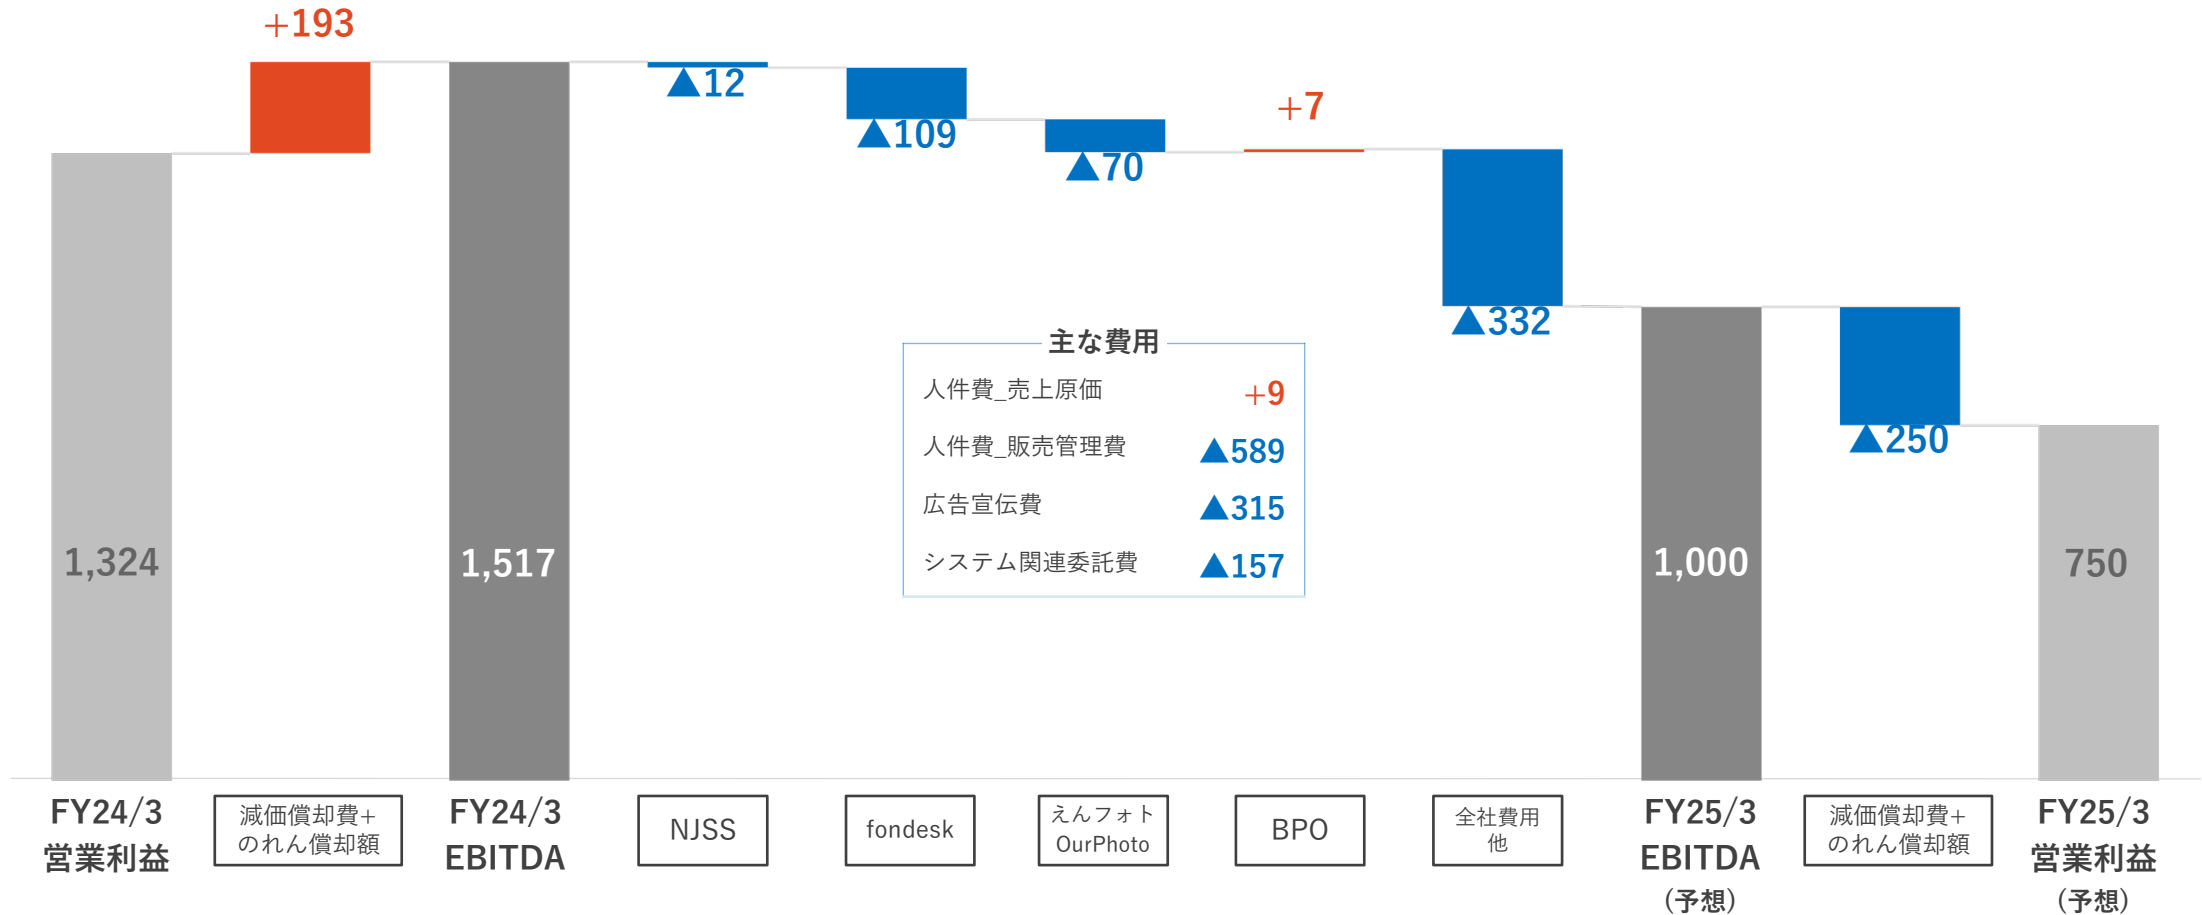 +193
▲12
▲109
▲70
+7
▲332
▲250
主な費用
人件費_売上原価 +9
人件費_販売管理費 ▲589
広告宣伝費 ▲315
システム関連委託費 ▲157
1,324
1,517
1,000
750
FY24/3
営業利益
減価償却費+
のれん償却額
FY24/3
EBITDA
NJSS
fondesk
えんフォト
OurPhoto
BPO
全社費用
他
FY25/3
EBITDA
(予想)
減価償却費+
のれん償却額
FY25/3
営業利益
(予想)